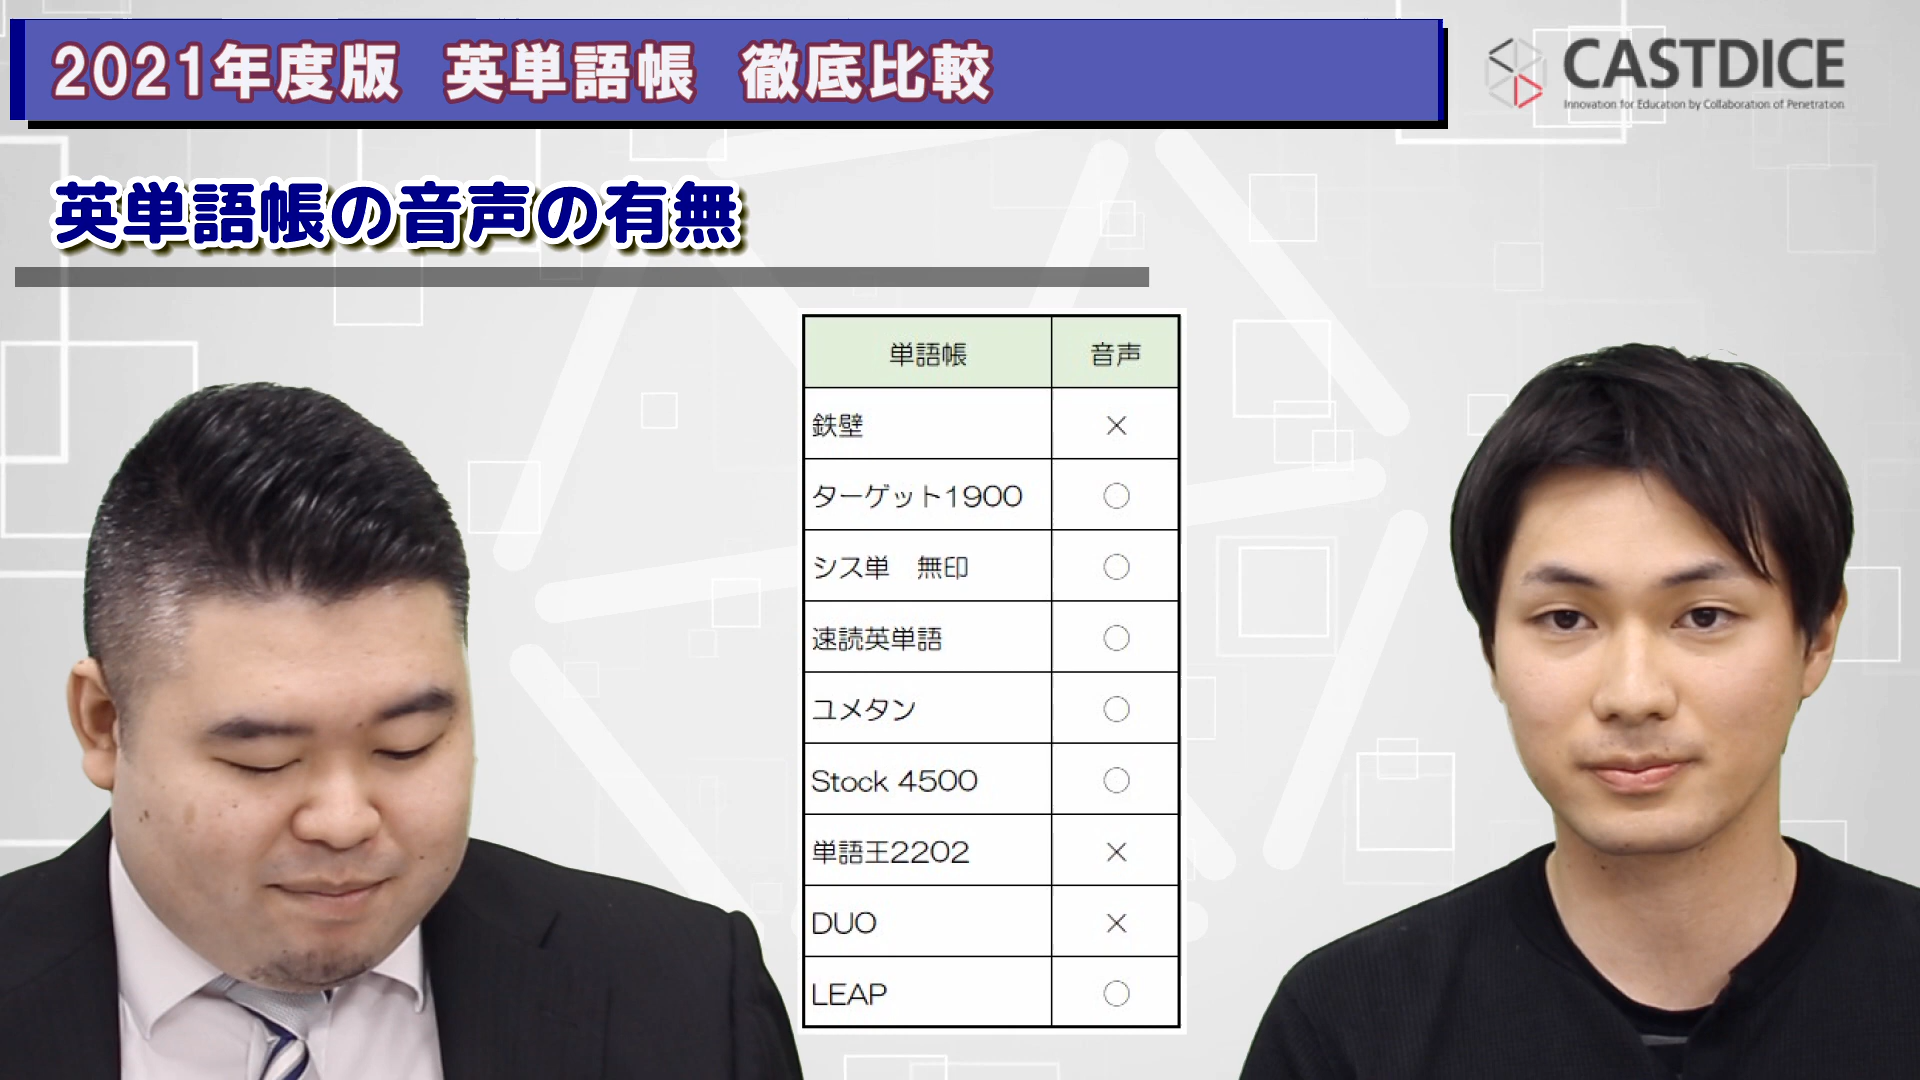 2021年度版 英単語帳 徹底比較
CASTDICE
Innovation for Education by Collaboration of Penetration
英単語帳の音声の有無
単語帳 音声
鉄壁 ×
ターゲット1900 ○
シス単 無印 ○
速読英単語 ○
ユメタン ○
Stock 4500 ○
単語王2202 ×
DUO ×
LEAP ○